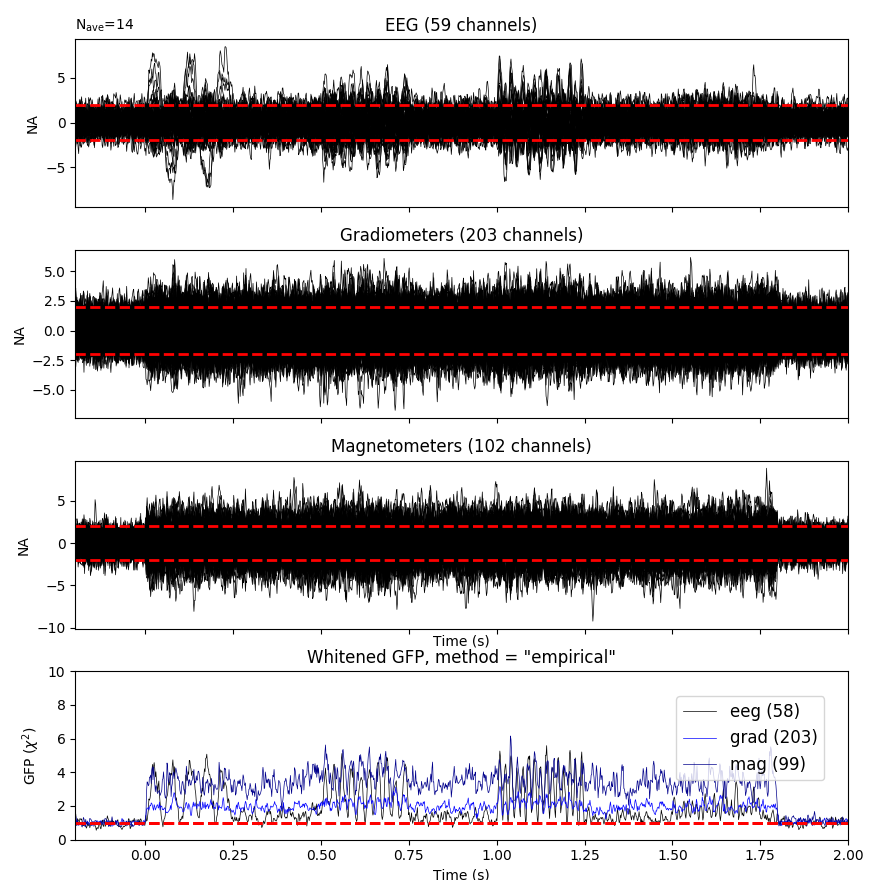 N_ave=14
EEG (59 channels)
5
0
−5
NA
Gradiometers (203 channels)
5.0
2.5
0.0
−2.5
−5.0
NA
Magnetometers (102 channels)
5
0
−5
−10
NA
Time (s)
Whitened GFP, method = "empirical"
10
8
6
4
2
0
GFP (χ²)
eeg (58)
grad (203)
mag (99)
0.00 0.25 0.50 0.75 1.00 1.25 1.50 1.75 2.00
Time (s)